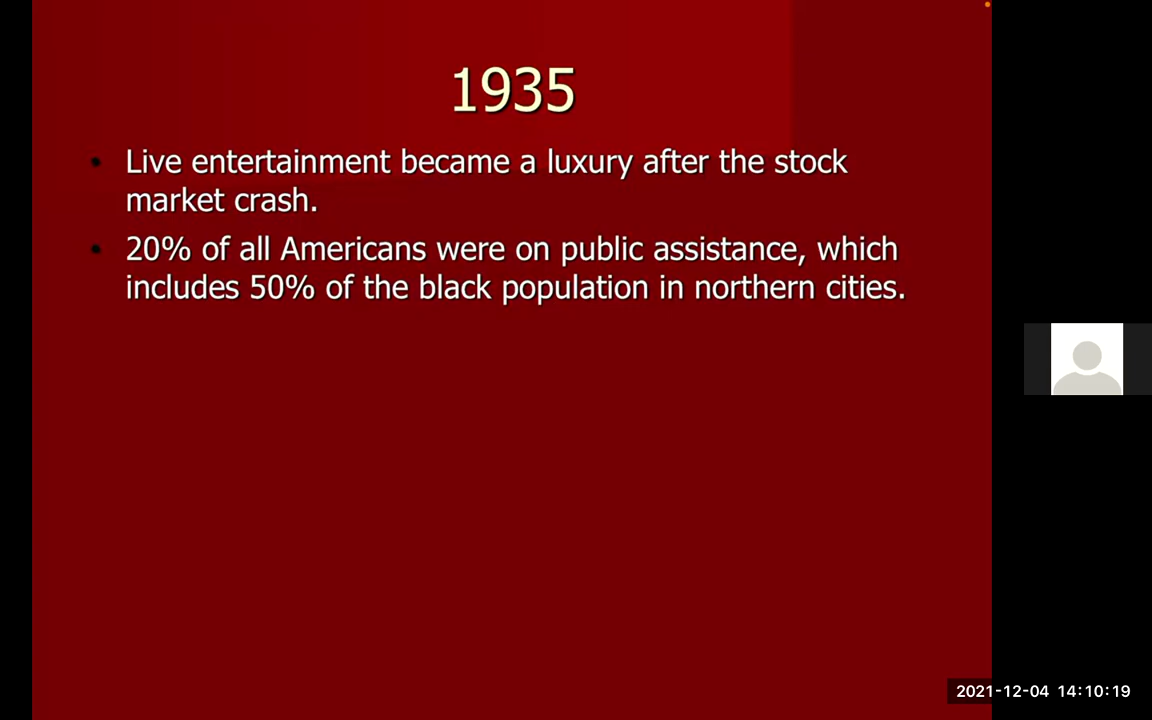 1935
• Live entertainment became a luxury after the stock
market crash.
• 20% of all Americans were on public assistance, which
includes 50% of the black population in northern cities.
2021-12-04 14:10:19